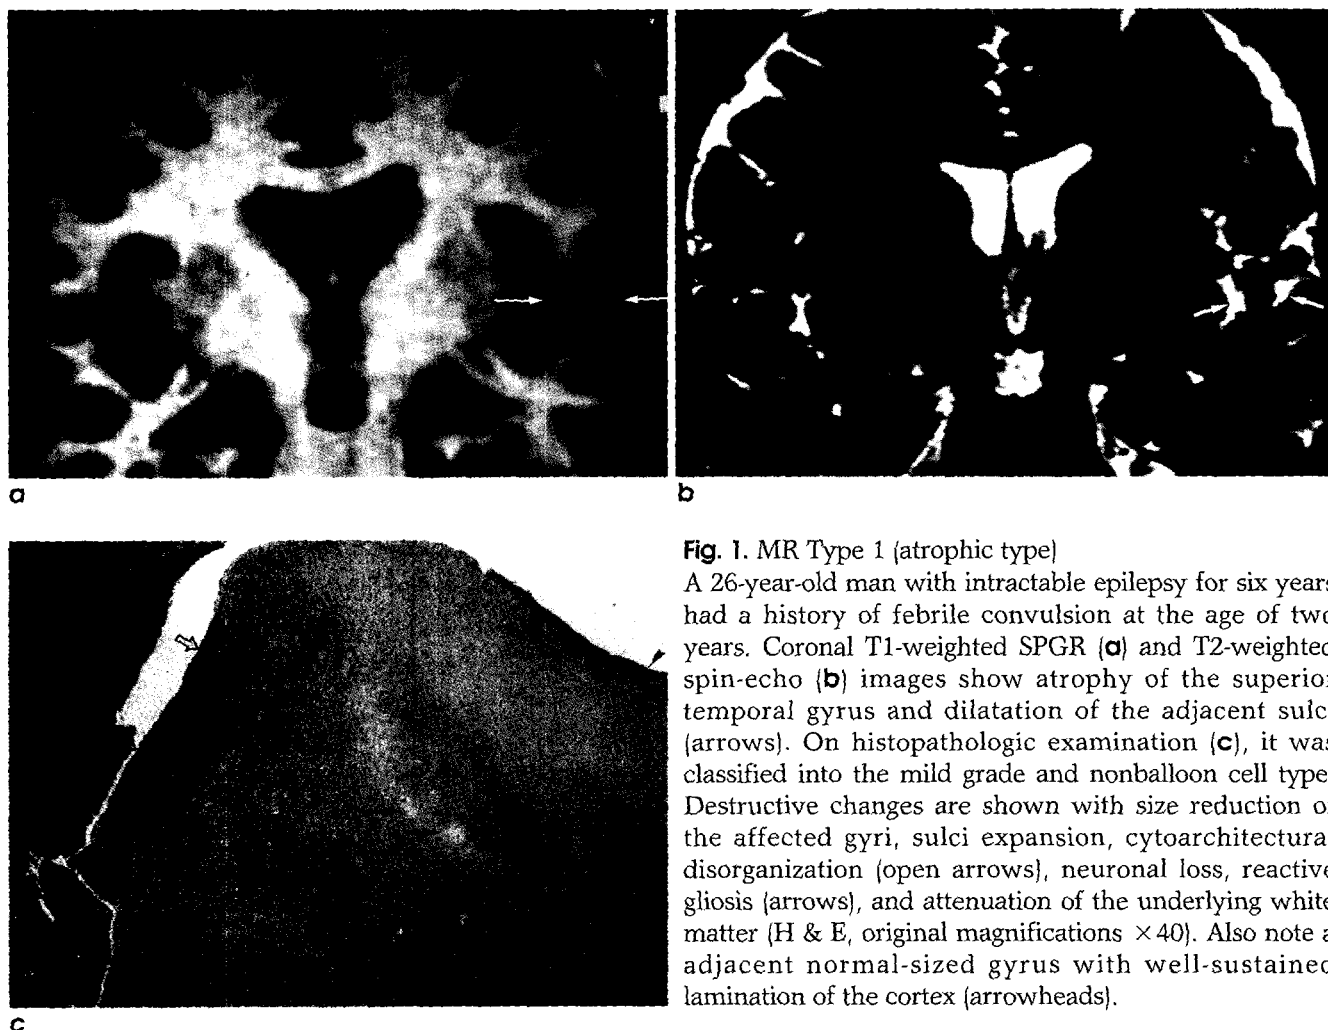 a
b
c
Fig. 1. MR Type 1 (atrophic type)
A 26-year-old man with intractable epilepsy for six years
had a history of febrile convulsion at the age of two
years. Coronal T1-weighted SPGR (a) and T2-weighted
spin-echo (b) images show atrophy of the superior
temporal gyrus and dilatation of the adjacent sulci
(arrows). On histopathologic examination (c), it was
classified into the mild grade and nonballoon cell type
Destructive changes are shown with size reduction of
the affected gyri, sulci expansion, cytoarchitectural
disorganization (open arrows), neuronal loss, reactive
gliosis (arrows), and attenuation of the underlying white
matter (H & E, original magnifications ×40). Also note a
adjacent normal-sized gyrus with well-sustained
lamination of the cortex (arrowheads).